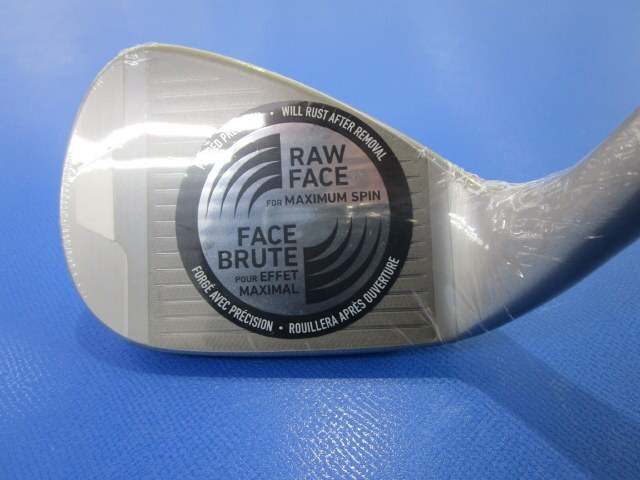 WILL RUST AFTER REMOVAL
RAW
FACE
FOR MAXIMUM SPIN
FACE
BRUTE
POUR EFFET
MAXIMAL
FORGÉ AVEC PRÉCISION • ROUILLERA APRÈS OUVERTURE